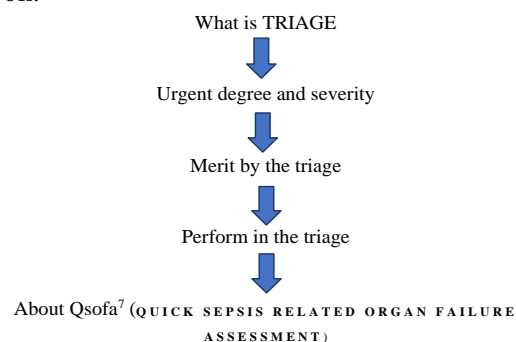 What is TRIAGE
Urgent degree and severity
Merit by the triage
Perform in the triage
About Qsofa⁷ (QUICK SEPSIS RELATED ORGAN FAILURE
ASSESSMENT)